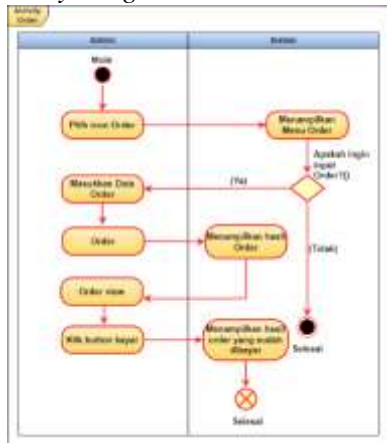 Activity
Order
Admin
Sistem
Mulai
Pilih menu Order
Menampilkan
Menu Order
Apakah ingin
input
Order?()
(Ya)
Masukkan Data
Order
(Tidak)
Order
Menampilkan hasil
Order
Order view
Klik button bayar
Menampilkan hasil
order yang sudah
dibayar
Selesai
Selesai